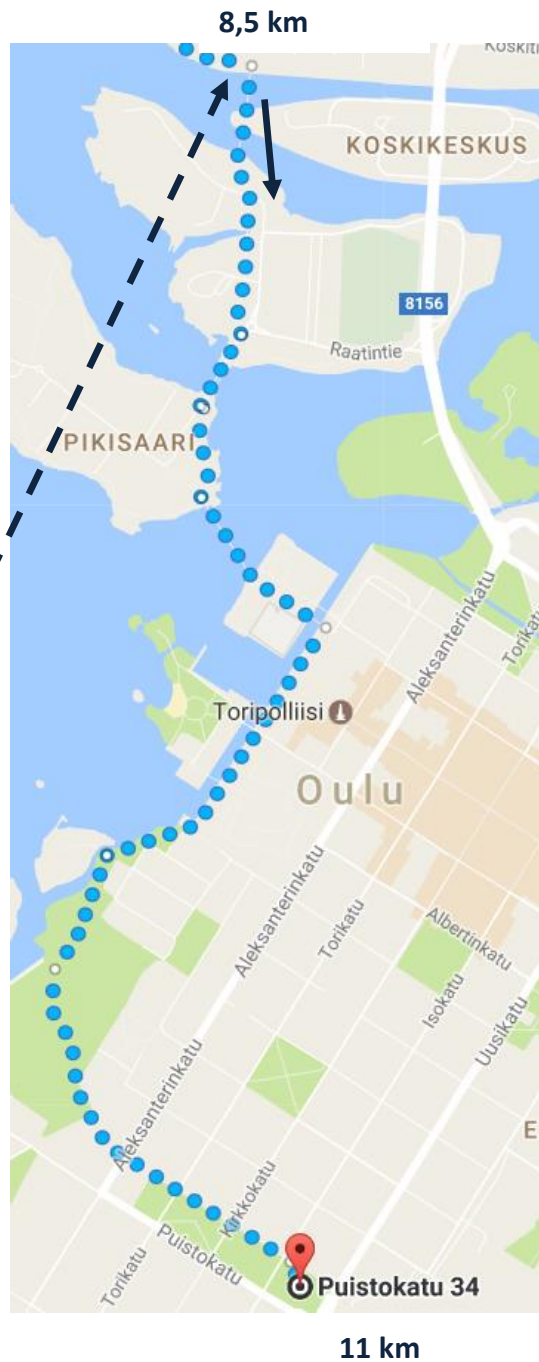 8,5 km
Koskiti
KOSKIKESKUS
8156
Raatintie
PIKISAARI
Aleksanterinkatu
Torikatu
Toripolliisi
Oulu
Aleksanterinkatu
Torikatu
Albertinkatu
Isokatu
Uusikatu
Aleksanterinkatu
E
Kirkkokatu
Puistokatu
Torikatu
Puistokatu 34
11 km